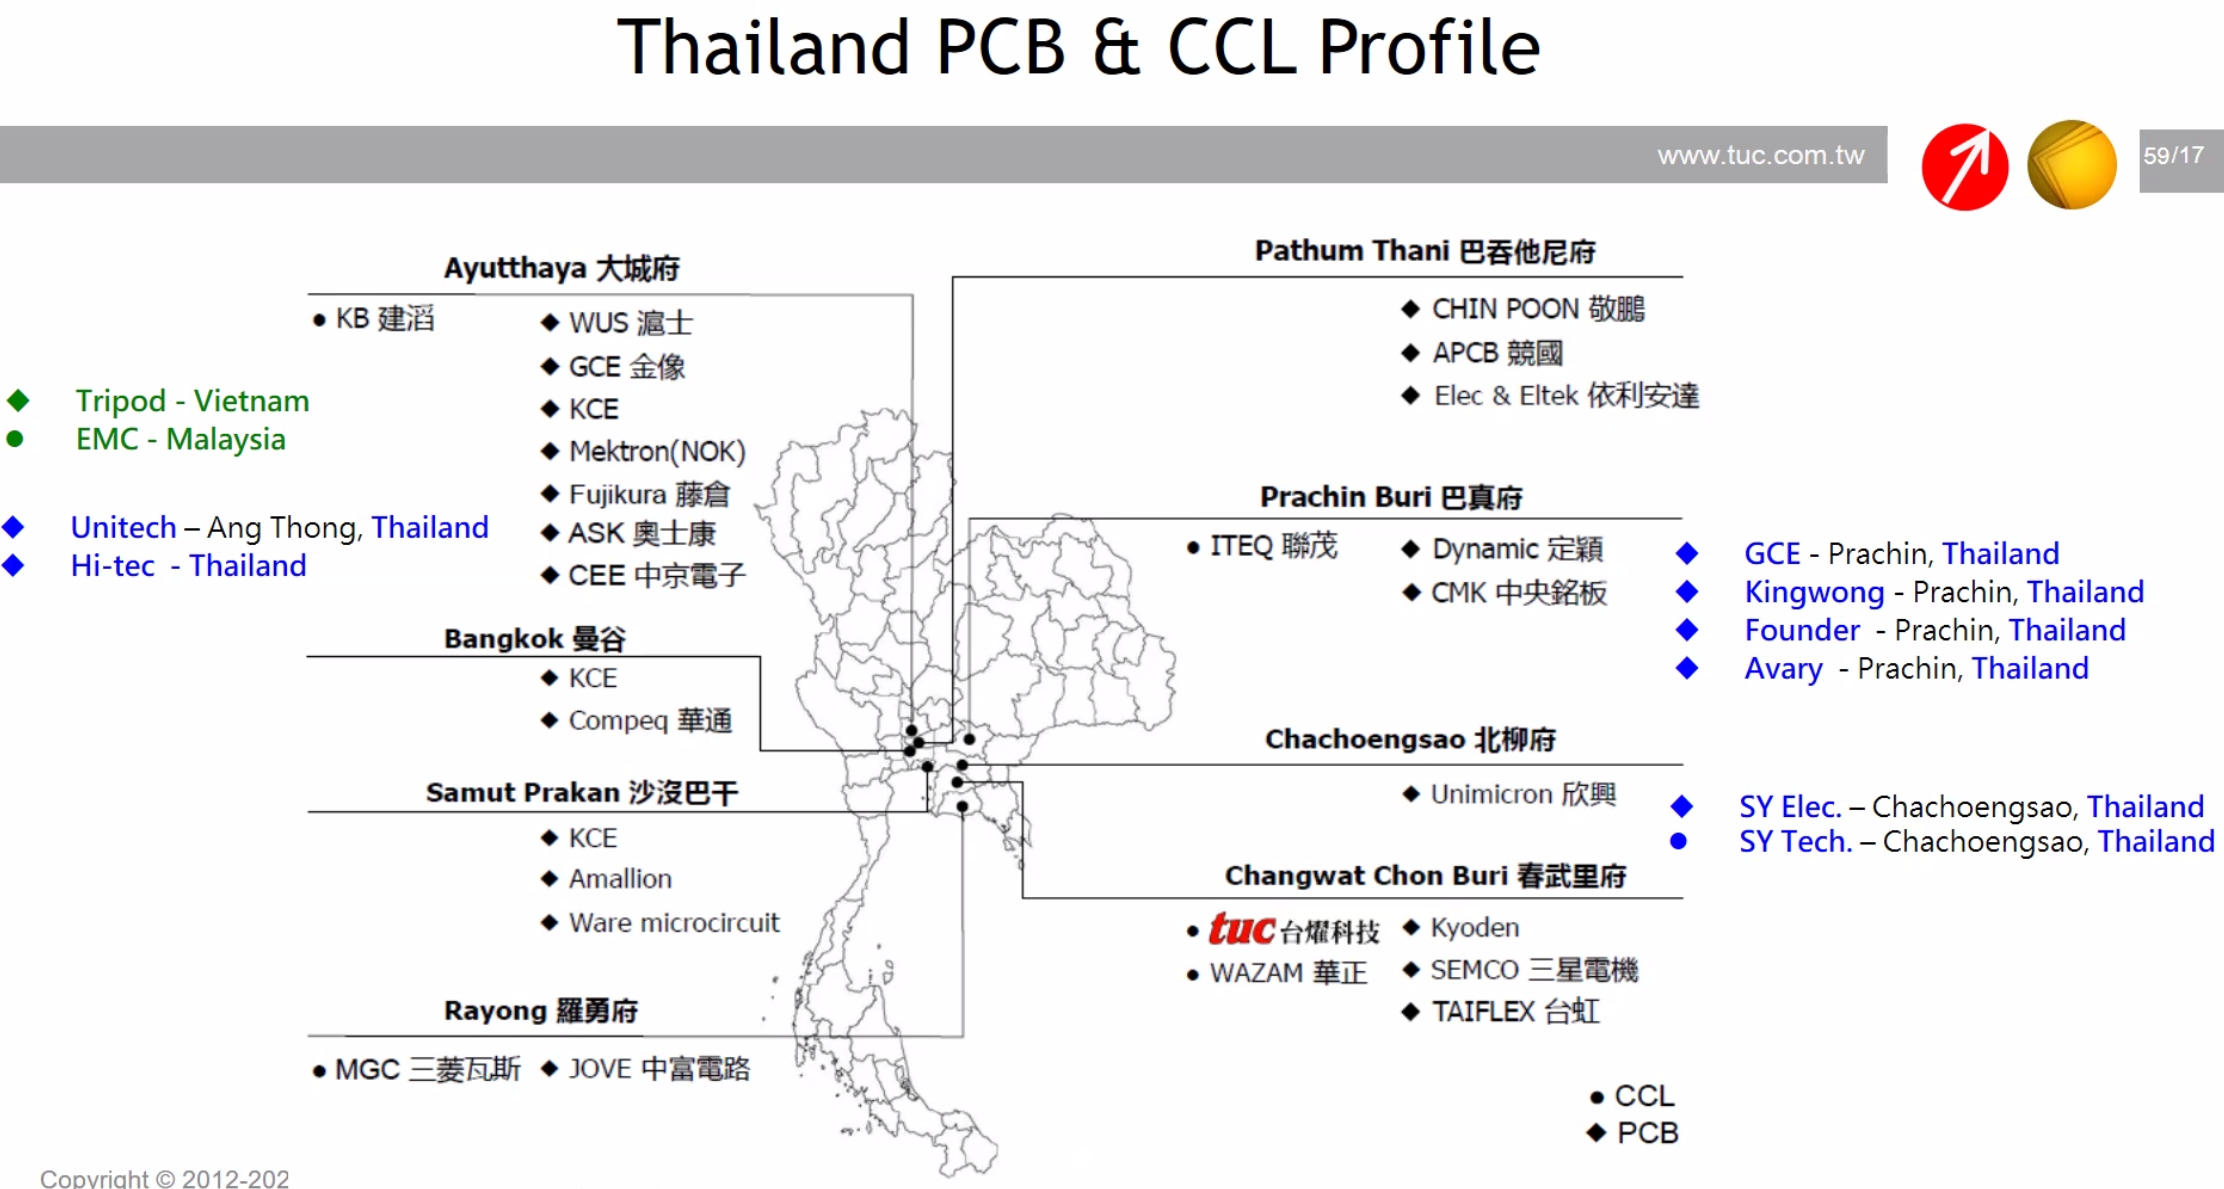 Thailand PCB & CCL Profile
www.tuc.com.tw
59/17
Ayutthaya 大城府
● KB 建滔
◆ WUS 滬士
◆ GCE 金像
◆ KCE
◆ Mektron(NOK)
◆ Fujikura 藤倉
◆ ASK 奧士康
◆ CEE 中京電子
◆ Tripod - Vietnam
● EMC - Malaysia
◆ Unitech – Ang Thong, Thailand
◆ Hi-tec - Thailand
Bangkok 曼谷
◆ KCE
◆ Compeq 華通
Samut Prakan 沙沒巴干
◆ KCE
◆ Amallion
◆ Ware microcircuit
Rayong 羅勇府
● MGC 三菱瓦斯
◆ JOVE 中富電路
Pathum Thani 巴吞他尼府
◆ CHIN POON 敬鵬
◆ APCB 競國
◆ Elec & Eltek 依利安達
Prachin Buri 巴真府
● ITEQ 聯茂
◆ Dynamic 定穎
◆ CMK 中央銘板
◆ GCE - Prachin, Thailand
◆ Kingwong - Prachin, Thailand
◆ Founder - Prachin, Thailand
◆ Avary - Prachin, Thailand
Chachoengsao 北柳府
◆ Unimicron 欣興
◆ SY Elec. – Chachoengsao, Thailand
● SY Tech. – Chachoengsao, Thailand
Changwat Chon Buri 春武里府
● tuc 台燿科技
● WAZAM 華正
◆ Kyoden
◆ SEMCO 三星電機
◆ TAIFLEX 台虹
● CCL
◆ PCB
Copyright © 2012-202